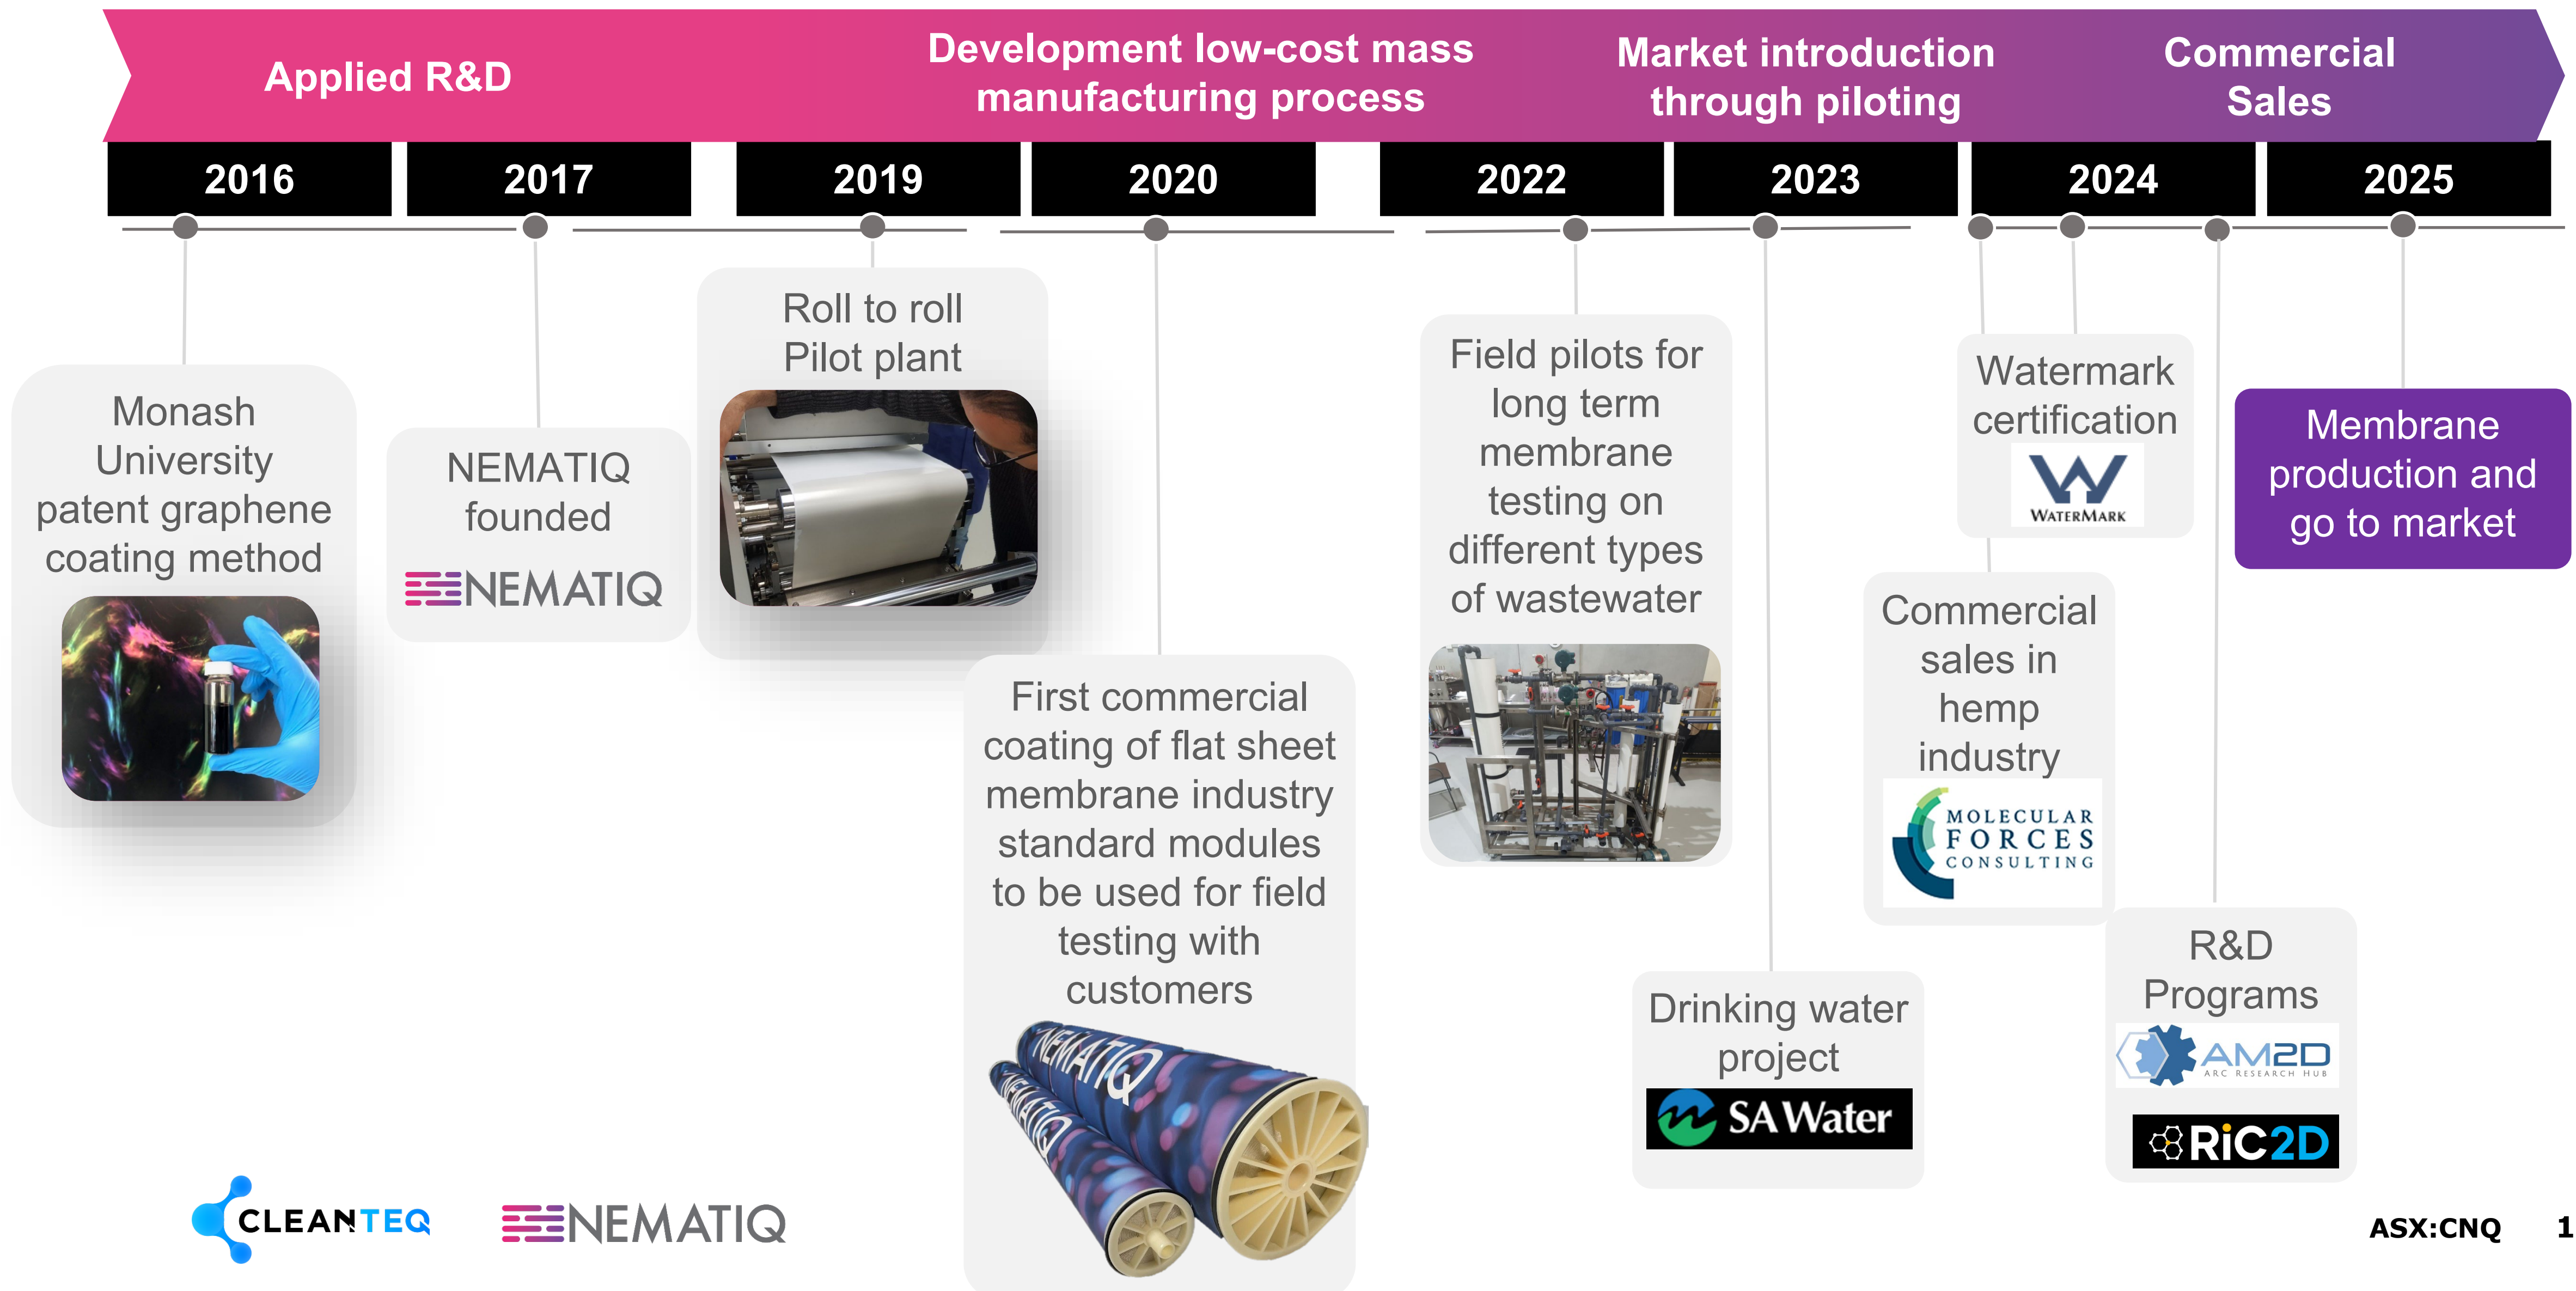 Applied R&D
Development low-cost mass
manufacturing process
Market introduction
through piloting
Commercial
Sales
2016
2017
2019
2020
2022
2023
2024
2025
Monash
University
patent graphene
coating method
NEMATIQ
founded
NEMATIQ
Roll to roll
Pilot plant
First commercial
coating of flat sheet
membrane industry
standard modules
to be used for field
testing with
customers
NEMATIQ
NEMATIQ
Field pilots for
long term
membrane
testing on
different types
of wastewater
Drinking water
project
SA Water
Watermark
certification
WATERMARK
Commercial
sales in
hemp
industry
MOLECULAR
FORCES
CONSULTING
R&D
Programs
AM2D
ARC RESEARCH HUB
RiC2D
Membrane
production and
go to market
CLEANTEQ
NEMATIQ
ASX:CNQ 1